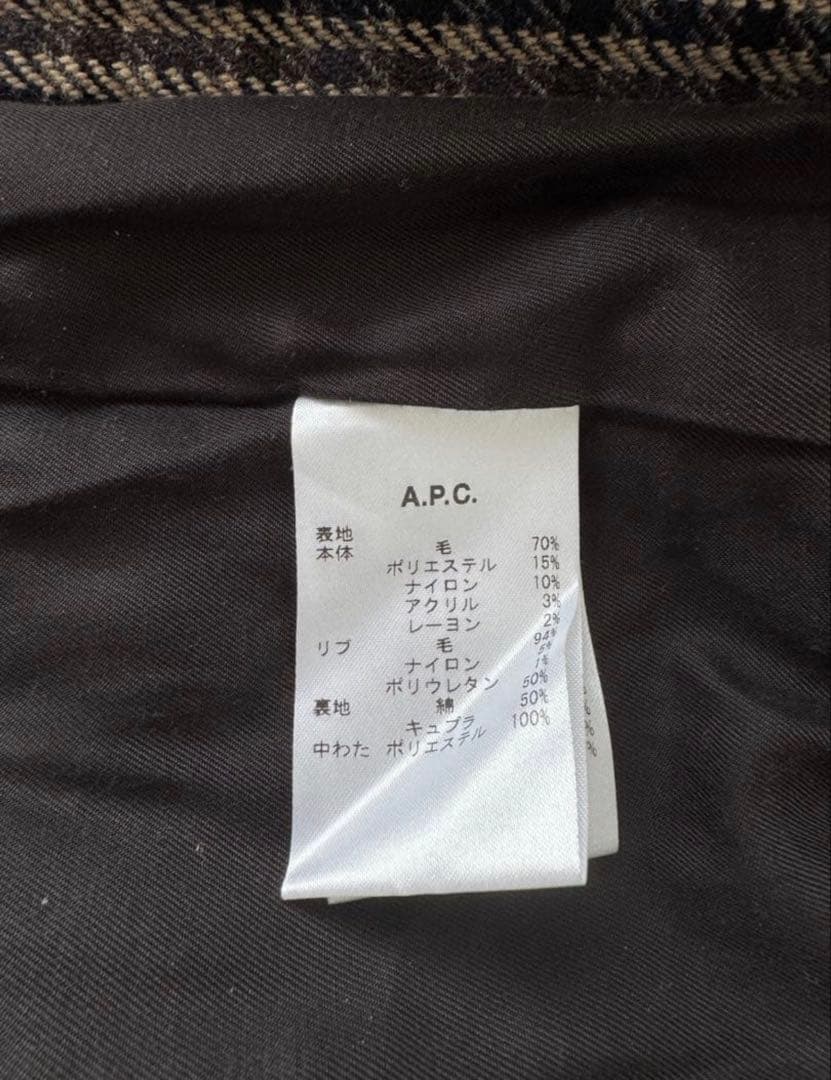 A.P.C.
表地
本体 毛 70%
ポリエステル 15%
ナイロン 10%
アクリル 3%
レーヨン 2%
リブ 毛 94%
ナイロン 5%
ポリウレタン 1%
裏地 綿 50%
キュプラ 50%
中わた ポリエステル 100%
%
%
%